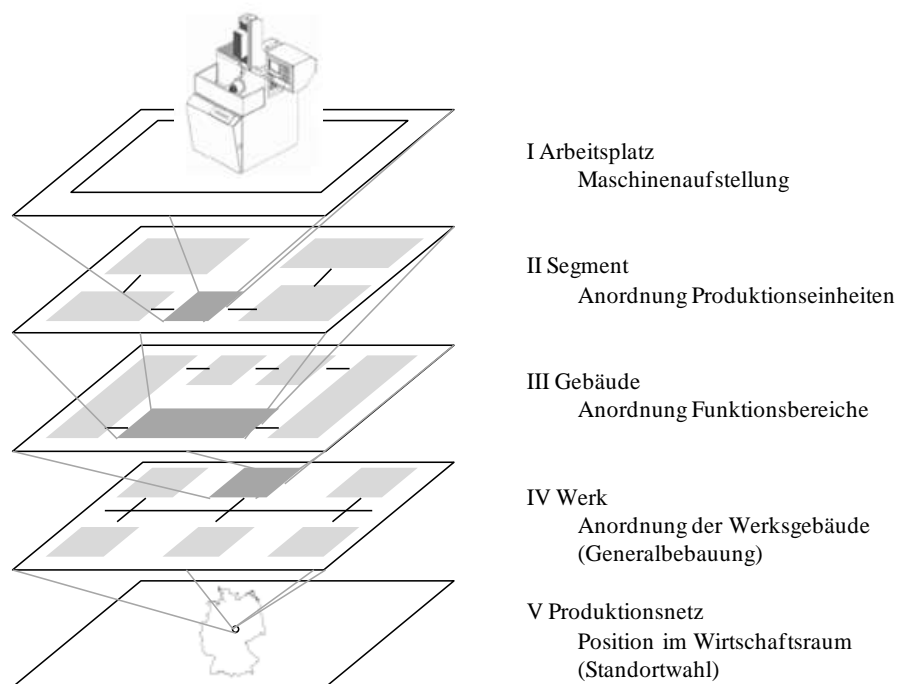 I Arbeitsplatz
Maschinenaufstellung
II Segment
Anordnung Produktionseinheiten
III Gebäude
Anordnung Funktionsbereiche
IV Werk
Anordnung der Werksgebäude
(Generalbebauung)
V Produktionsnetz
Position im Wirtschaftsraum
(Standortwahl)